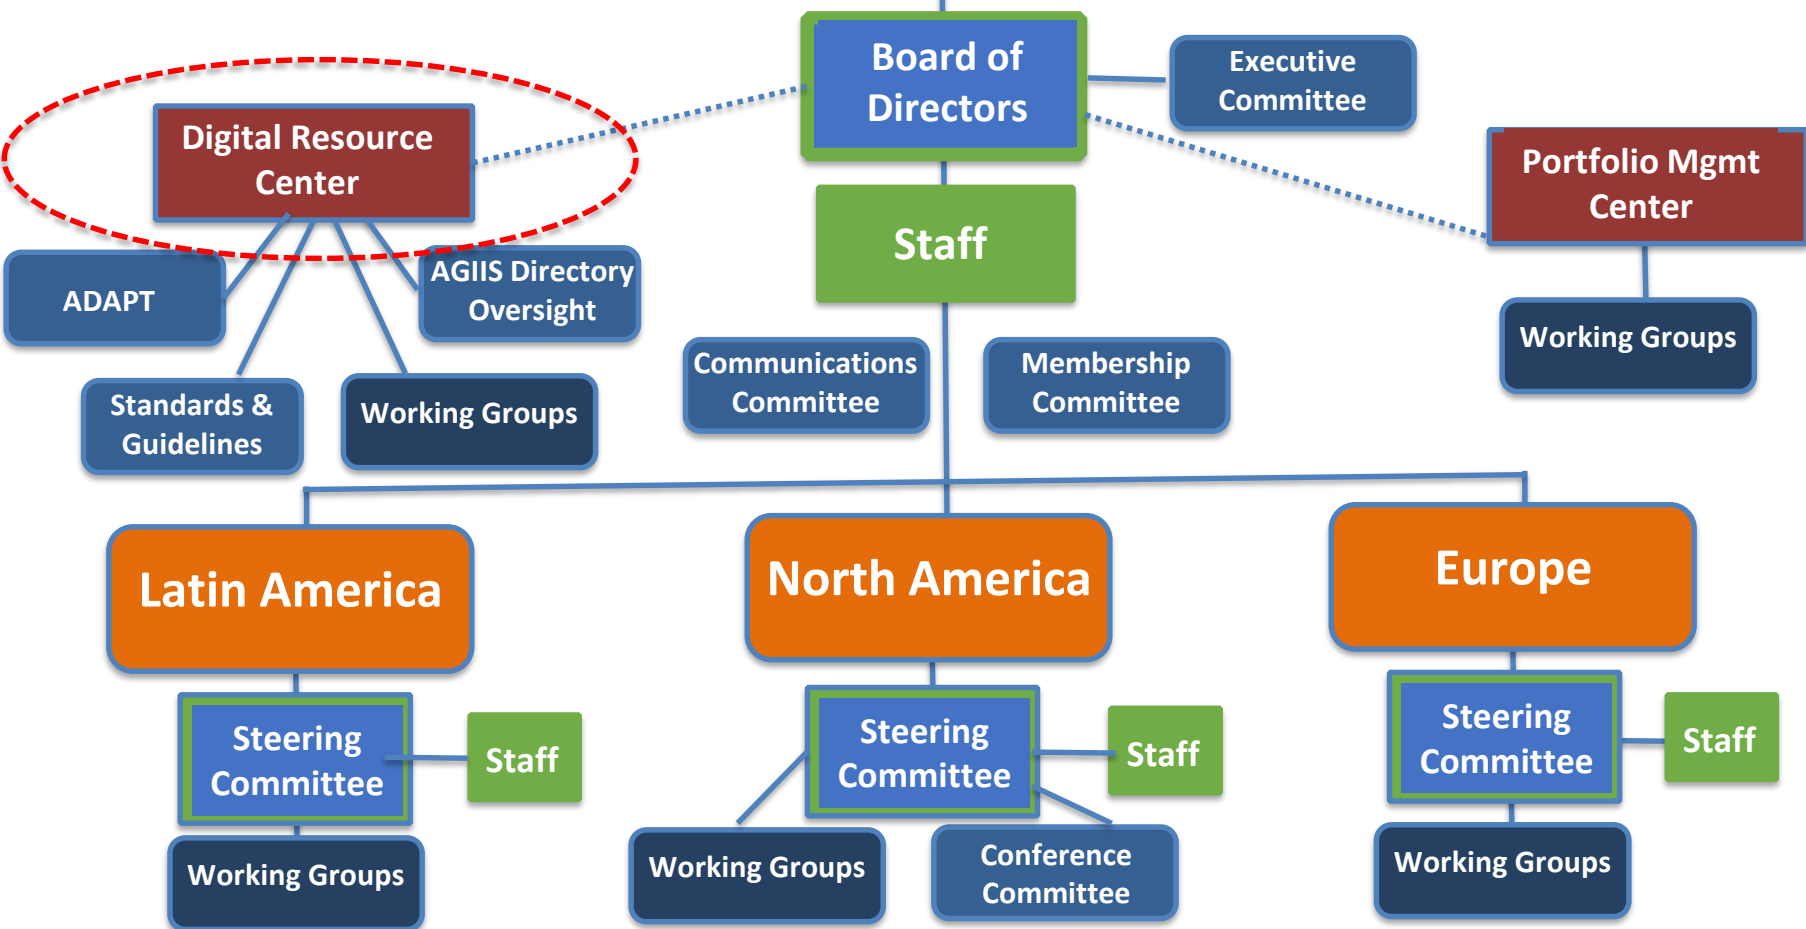 Board of
Directors
Executive
Committee
Digital Resource
Center
Portfolio Mgmt
Center
Staff
ADAPT
AGIIS Directory
Oversight
Working Groups
Communications
Committee
Membership
Committee
Standards &
Guidelines
Working Groups
Latin America
North America
Europe
Steering
Committee
Staff
Steering
Committee
Staff
Steering
Committee
Staff
Working Groups
Working Groups
Conference
Committee
Working Groups